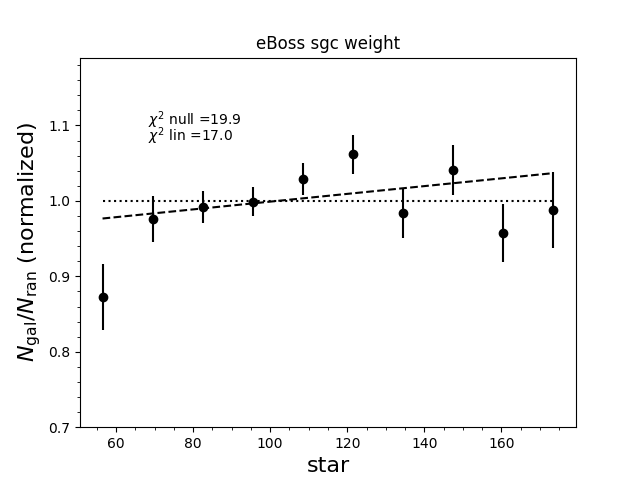 eBoss sgc weight
χ² null =19.9
χ² lin =17.0
N_gal/N_ran (normalized)
1.1
1.0
0.9
0.8
0.7
60 80 100 120 140 160
star